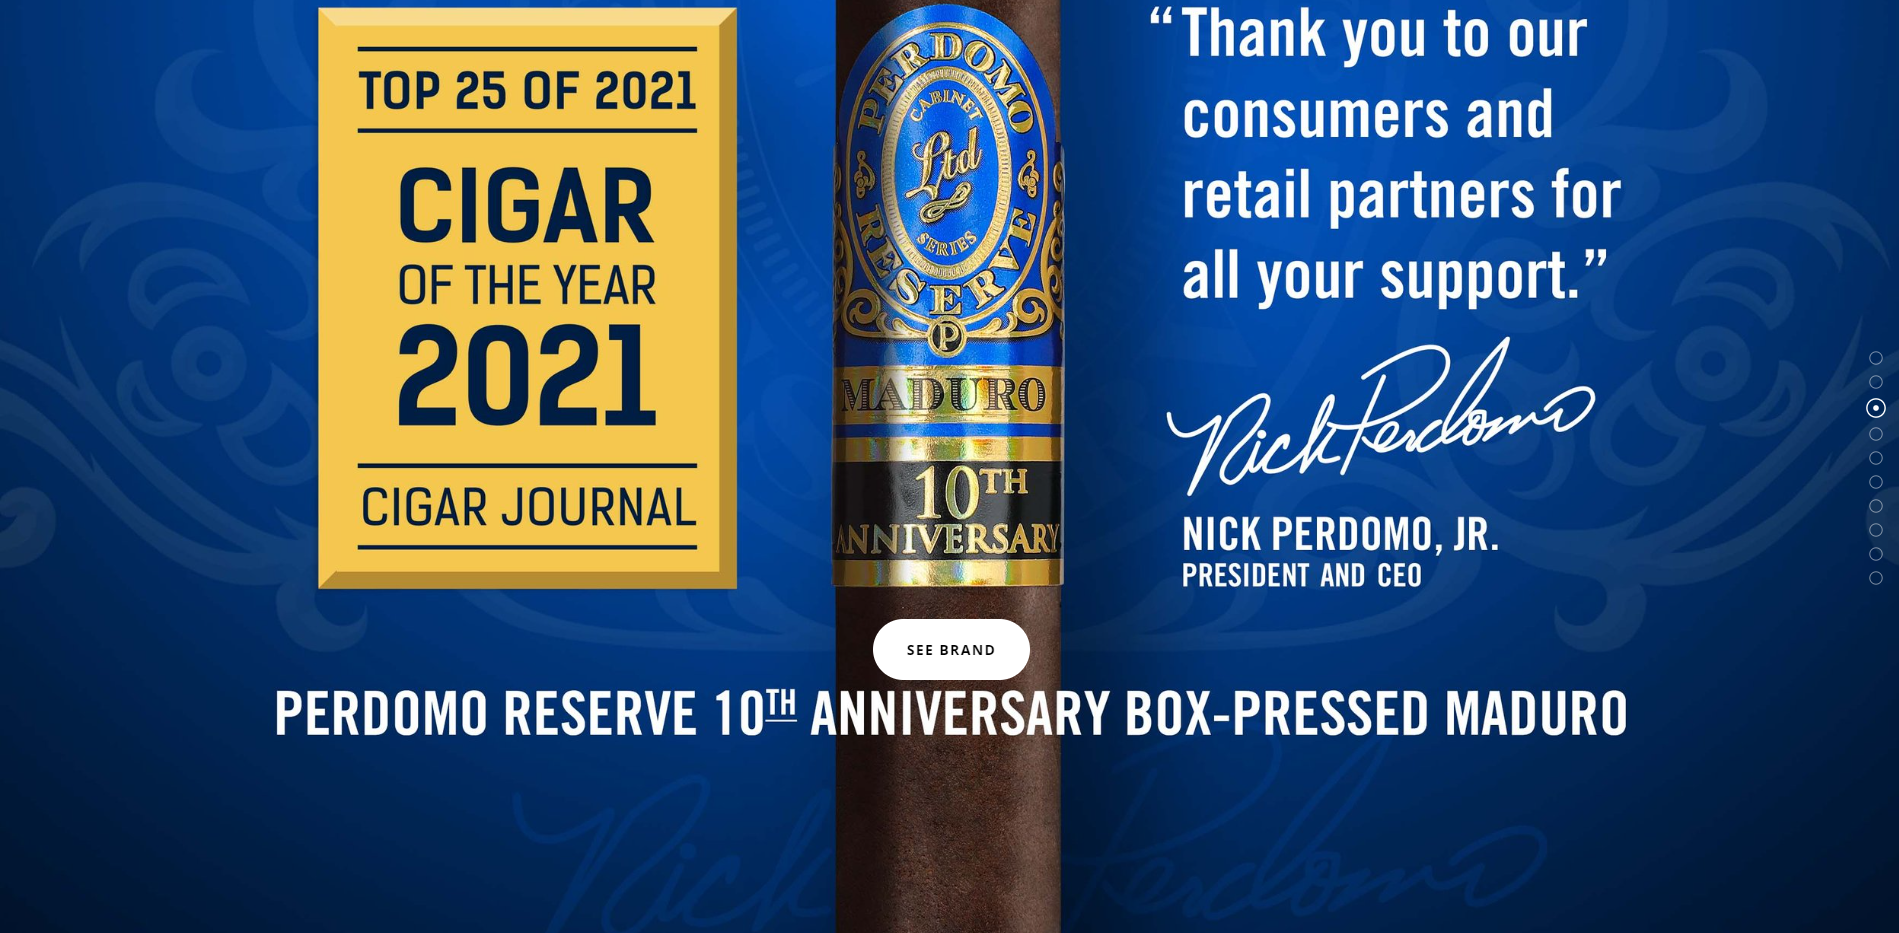 TOP 25 OF 2021
CIGAR
OF THE YEAR
2021
CIGAR JOURNAL
PERDOMO
CABINET
Ltd
SERIES
RESERVE
P
MADURO
10TH
ANNIVERSARY
“Thank you to our
consumers and
retail partners for
all your support.”
Nick Perdomo
NICK PERDOMO, JR.
PRESIDENT AND CEO
SEE BRAND
PERDOMO RESERVE 10TH ANNIVERSARY BOX-PRESSED MADURO
Nick Perdomo